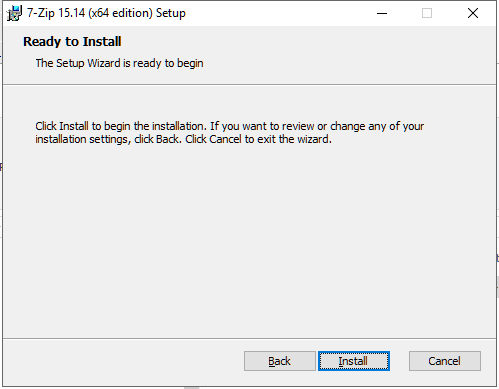 7-Zip 15.14 (x64 edition) Setup
Ready to Install
The Setup Wizard is ready to begin
Click Install to begin the installation. If you want to review or change any of your
installation settings, click Back. Click Cancel to exit the wizard.
Back Install Cancel